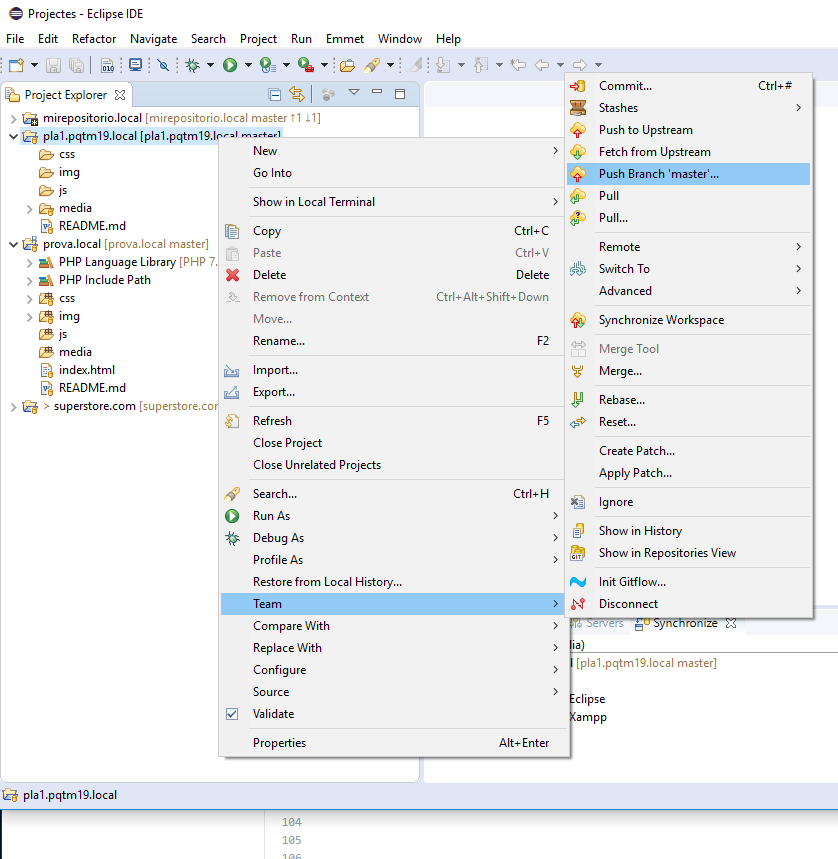 Projectes - Eclipse IDE
File Edit Refactor Navigate Search Project Run Emmet Window Help
Project Explorer
mirepositorio.local [mirepositorio.local master ↑1 ↓1]
pla1.pqtm19.local [pla1.pqtm19.local master]
css
img
js
media
README.md
prova.local [prova.local master]
PHP Language Library [PHP 7.
PHP Include Path
css
img
js
media
index.html
README.md
> superstore.com [superstore.com
New
Go Into
Show in Local Terminal
Copy Ctrl+C
Paste Ctrl+V
Delete Delete
Remove from Context Ctrl+Alt+Shift+Down
Move...
Rename... F2
Import...
Export...
Refresh F5
Close Project
Close Unrelated Projects
Search... Ctrl+H
Run As
Debug As
Profile As
Restore from Local History...
Team
Compare With
Replace With
Configure
Source
Validate
Properties Alt+Enter
Commit... Ctrl+#
Stashes
Push to Upstream
Fetch from Upstream
Push Branch 'master'...
Pull
Pull...
Remote
Switch To
Advanced
Synchronize Workspace
Merge Tool
Merge...
Rebase...
Reset...
Create Patch...
Apply Patch...
Ignore
Show in History
Show in Repositories View
Init Gitflow...
Disconnect
Servers Synchronize
lia)
l [pla1.pqtm19.local master]
Eclipse
Xampp
pla1.pqtm19.local
104
105
106